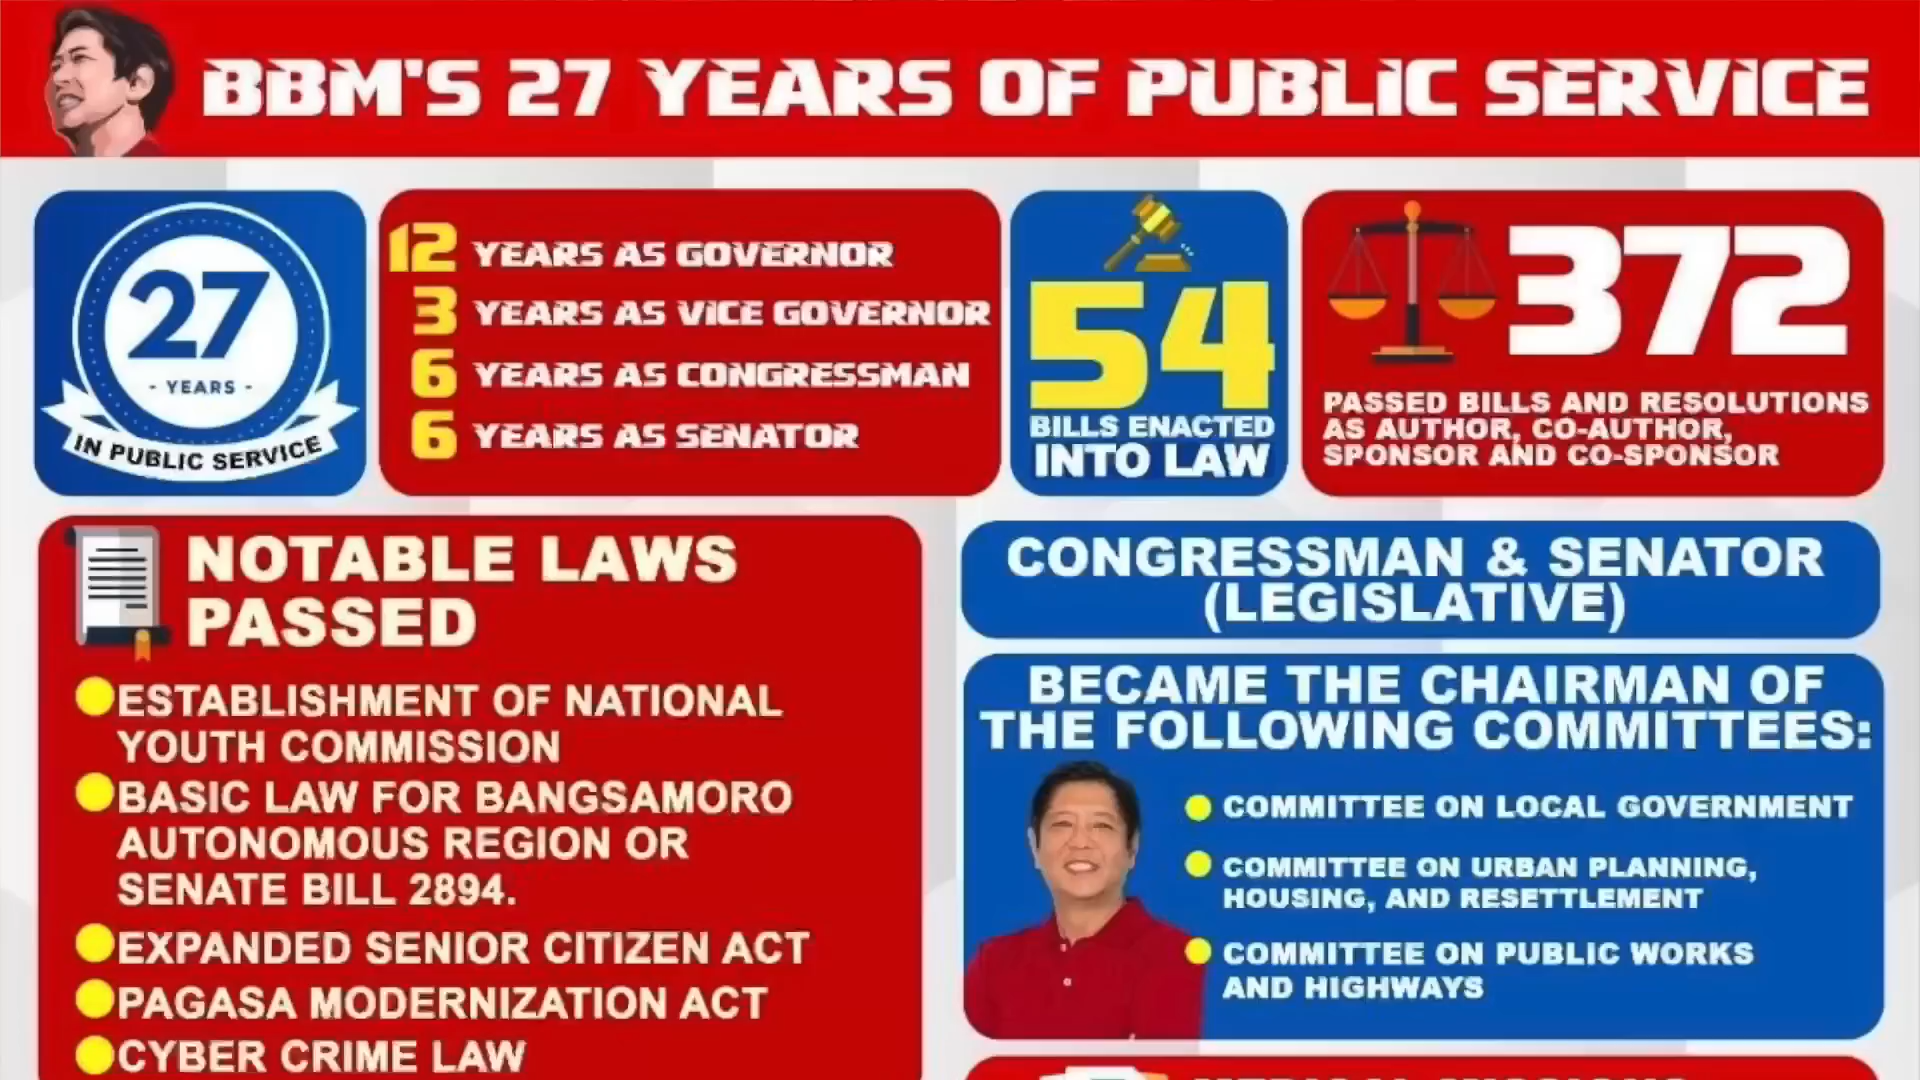 BBM'S 27 YEARS OF PUBLIC SERVICE
27
- YEARS -
IN PUBLIC SERVICE
12 YEARS AS GOVERNOR
3 YEARS AS VICE GOVERNOR
6 YEARS AS CONGRESSMAN
6 YEARS AS SENATOR
54
BILLS ENACTED
INTO LAW
372
PASSED BILLS AND RESOLUTIONS
AS AUTHOR, CO-AUTHOR,
SPONSOR AND CO-SPONSOR
NOTABLE LAWS
PASSED
ESTABLISHMENT OF NATIONAL
YOUTH COMMISSION
BASIC LAW FOR BANGSAMORO
AUTONOMOUS REGION OR
SENATE BILL 2894.
EXPANDED SENIOR CITIZEN ACT
PAGASA MODERNIZATION ACT
CYBER CRIME LAW
CONGRESSMAN & SENATOR
(LEGISLATIVE)
BECAME THE CHAIRMAN OF
THE FOLLOWING COMMITTEES:
COMMITTEE ON LOCAL GOVERNMENT
COMMITTEE ON URBAN PLANNING,
HOUSING, AND RESETTLEMENT
COMMITTEE ON PUBLIC WORKS
AND HIGHWAYS